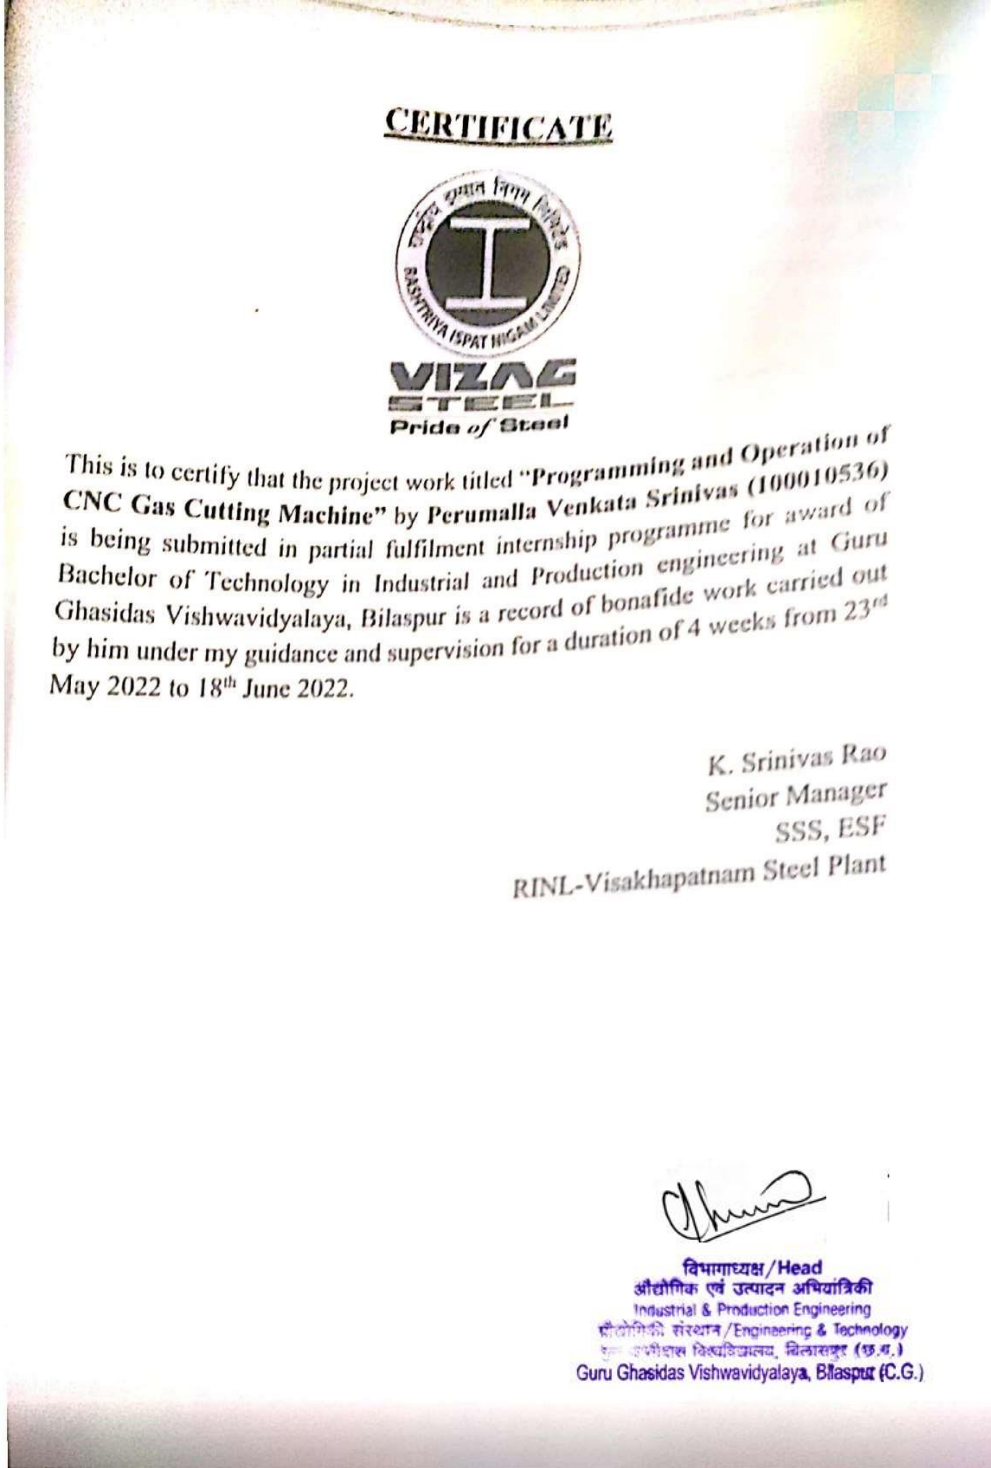 CERTIFICATE
राष्ट्रीय इस्पात निगम लिमिटेड
RASHTRIYA ISPAT NIGAM LIMITED
VIZAG
STEEL
Pride of Steel
This is to certify that the project work titled “Programming and Operation of
CNC Gas Cutting Machine” by Perumalla Venkata Srinivas (100010536)
is being submitted in partial fulfilment internship programme for award of
Bachelor of Technology in Industrial and Production engineering at Guru
Ghasidas Vishwavidyalaya, Bilaspur is a record of bonafide work carried out
by him under my guidance and supervision for a duration of 4 weeks from 23rd
May 2022 to 18th June 2022.
K. Srinivas Rao
Senior Manager
SSS, ESF
RINL-Visakhapatnam Steel Plant
विभागाध्यक्ष/Head
औद्योगिक एवं उत्पादन अभियांत्रिकी
Industrial & Production Engineering
प्रौद्योगिकी संस्थान/Engineering & Technology
विश्वविद्यालय, बिलासपुर (छ.ग.)
Guru Ghasidas Vishwavidyalaya, Bilaspur (C.G.)